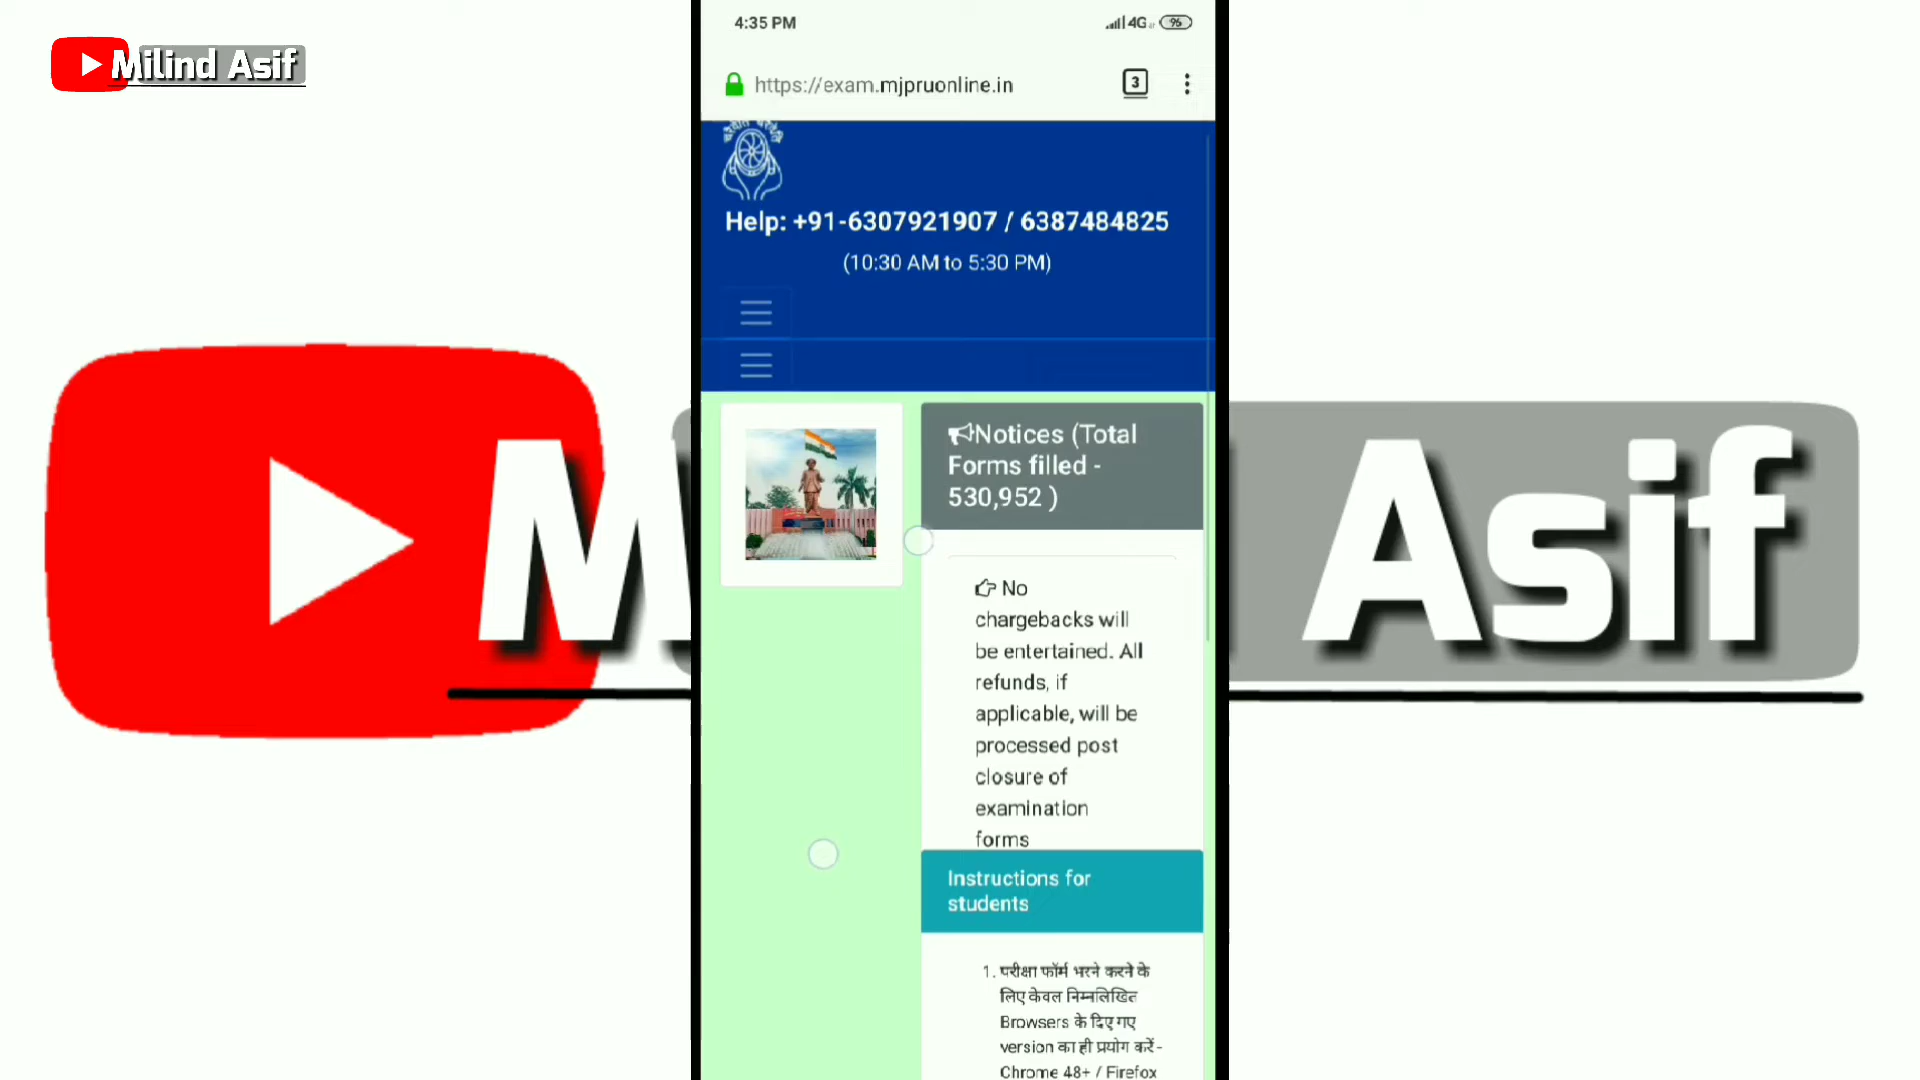 Milind Asif
4:35 PM
4G
95
https://exam.mjpruonline.in
3
Help: +91-6307921907 / 6387484825
(10:30 AM to 5:30 PM)
Notices (Total
Forms filled -
530,952 )
M
Asif
No
chargebacks will
be entertained. All
refunds, if
applicable, will be
processed post
closure of
examination
forms
Instructions for
students
1. परीक्षा फॉर्म भरने करने के
लिए केवल निम्नलिखित
Browsers के दिए गए
version का ही प्रयोग करें -
Chrome 48+ / Firefox